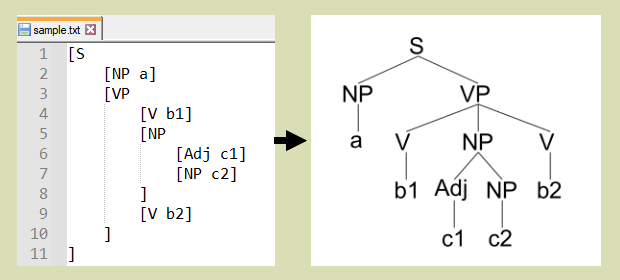 sample.txt
1 [S
2 [NP a]
3 [VP
4 [V b1]
5 [NP
6 [Adj c1]
7 [NP c2]
8 ]
9 [V b2]
10 ]
11 ]
S
NP VP
a V NP V
b1 Adj NP b2
c1 c2